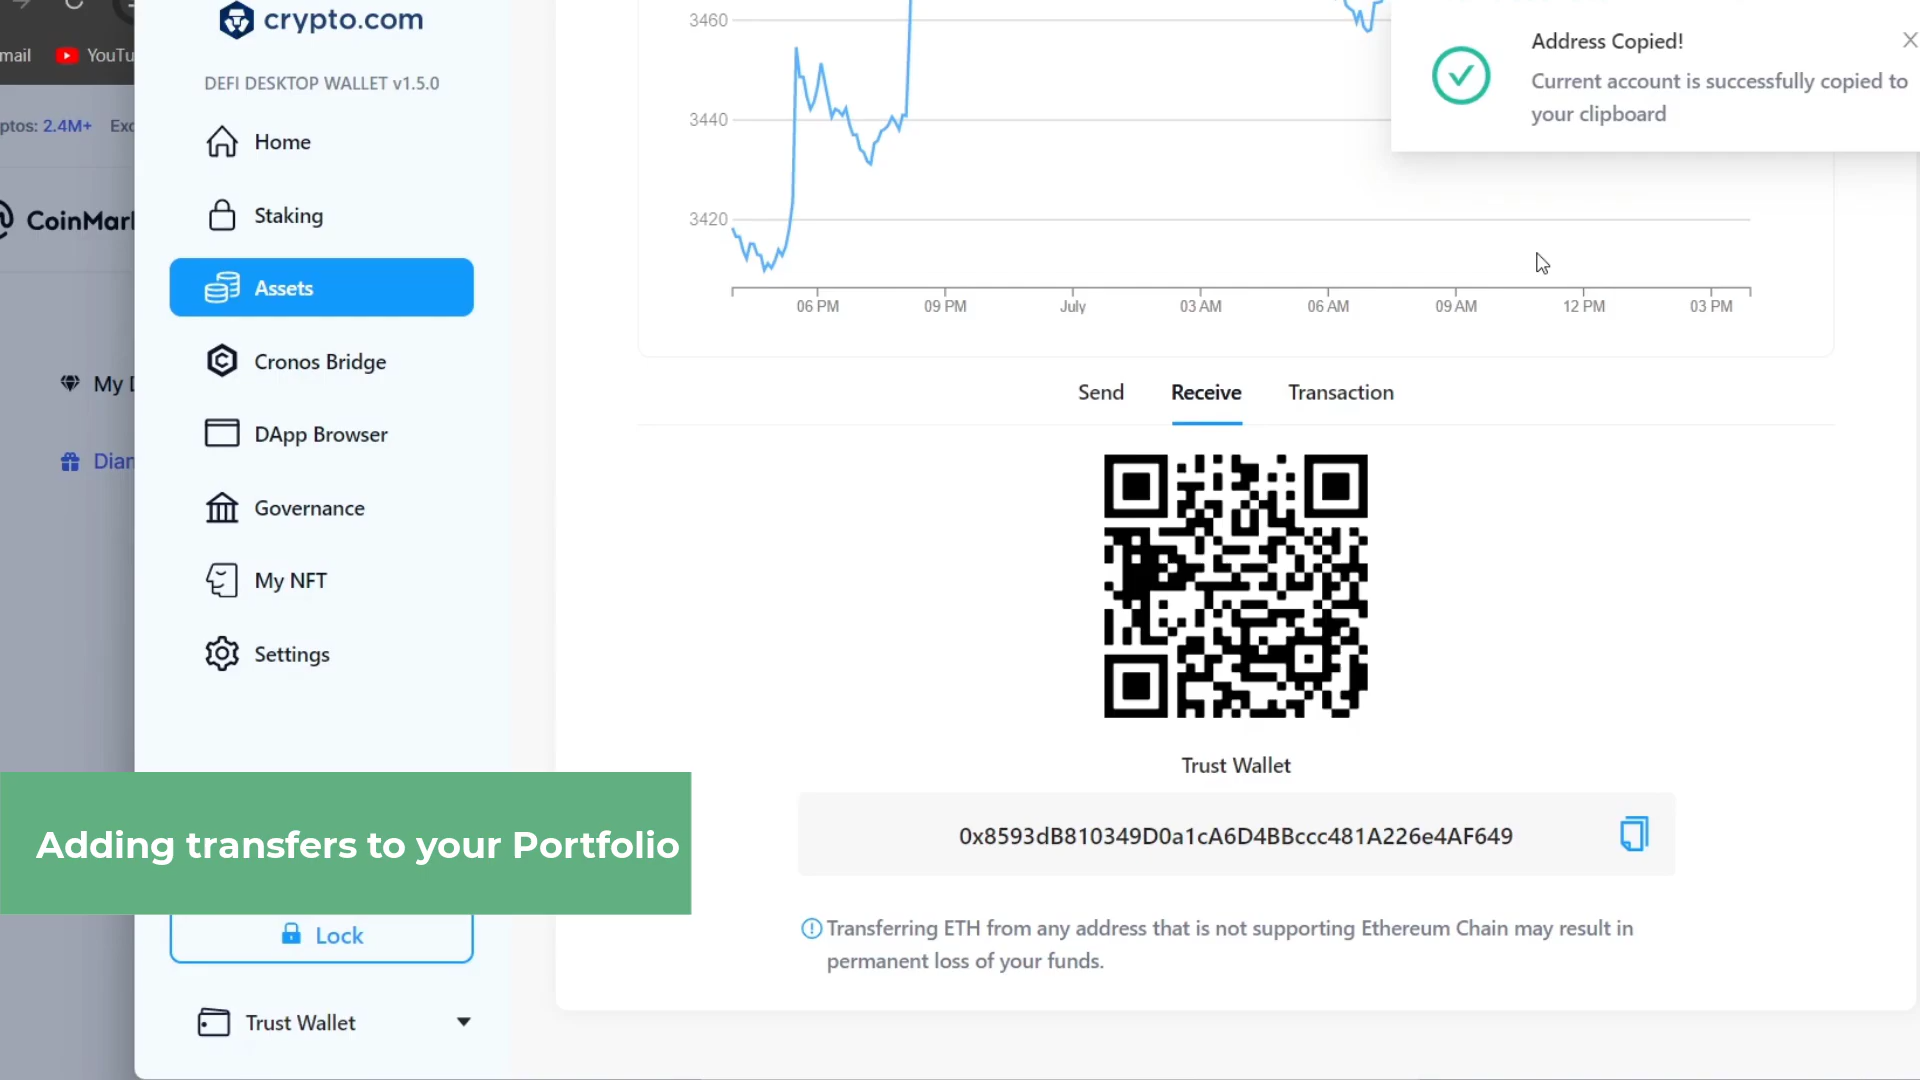 mail
YouTu
ptos: 2.4M+ Exc
CoinMark
My D
Dian
crypto.com
DEFI DESKTOP WALLET v1.5.0
Home
Staking
Assets
Cronos Bridge
DApp Browser
Governance
My NFT
Settings
Adding transfers to your Portfolio
Lock
Trust Wallet
3460
3440
3420
06 PM 09 PM July 03 AM 06 AM 09 AM 12 PM 03 PM
Address Copied!
Current account is successfully copied to
your clipboard
Send Receive Transaction
Trust Wallet
0x8593dB810349D0a1cA6D4BBccc481A226e4AF649
Transferring ETH from any address that is not supporting Ethereum Chain may result in
permanent loss of your funds.